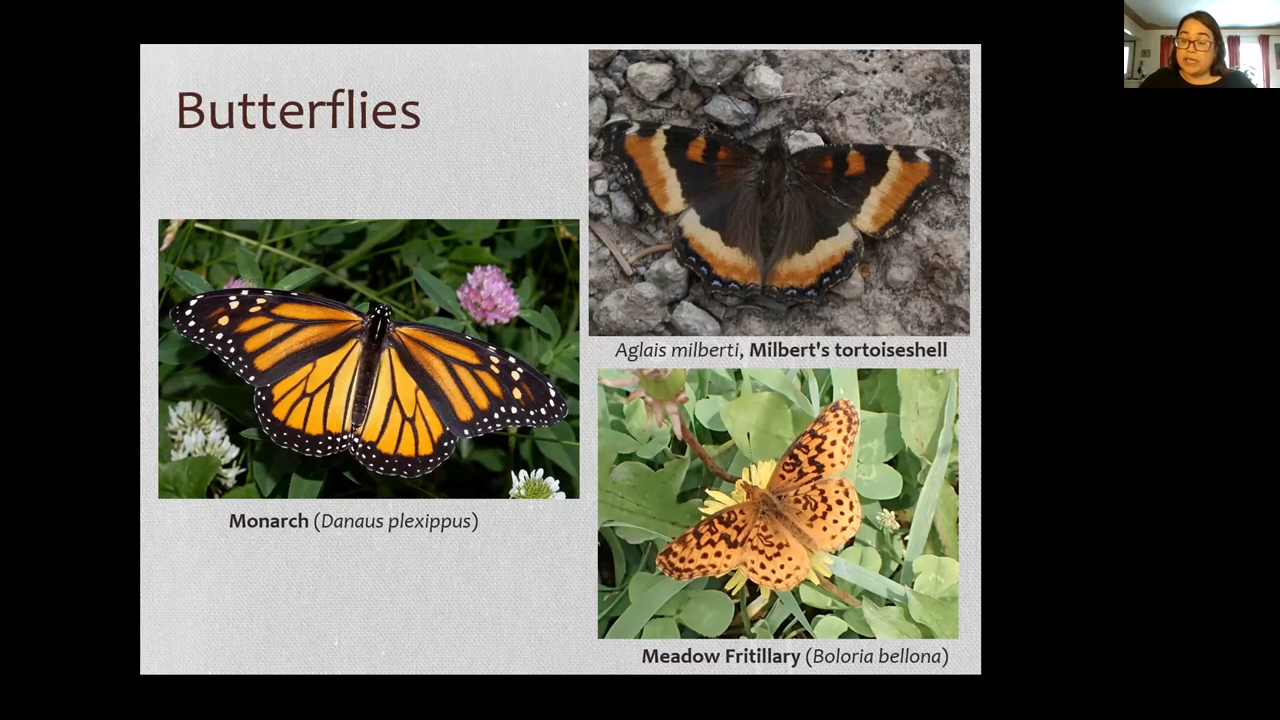 Butterflies
Aglais milberti, Milbert's tortoiseshell
Monarch (Danaus plexippus)
Meadow Fritillary (Boloria bellona)